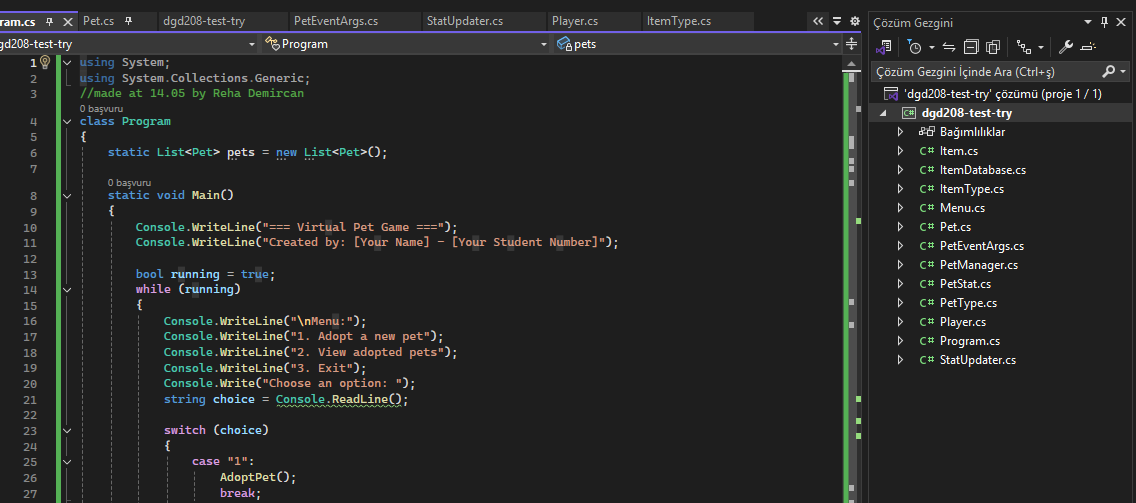 ram.cs Pet.cs dgd208-test-try PetEventArgs.cs StatUpdater.cs Player.cs ItemType.cs
gd208-test-try Program pets
1 using System;
2 using System.Collections.Generic;
3 //made at 14.05 by Reha Demircan
0 başvuru
4 class Program
5 {
6 static List<Pet> pets = new List<Pet>();
7
0 başvuru
8 static void Main()
9 {
10 Console.WriteLine("=== Virtual Pet Game ===");
11 Console.WriteLine("Created by: [Your Name] - [Your Student Number]");
12
13 bool running = true;
14 while (running)
15 {
16 Console.WriteLine("\nMenu:");
17 Console.WriteLine("1. Adopt a new pet");
18 Console.WriteLine("2. View adopted pets");
19 Console.WriteLine("3. Exit");
20 Console.Write("Choose an option: ");
21 string choice = Console.ReadLine();
22
23 switch (choice)
24 {
25 case "1":
26 AdoptPet();
27 break;
Çözüm Gezgini
Çözüm Gezgini İçinde Ara (Ctrl+ş)
'dgd208-test-try' çözümü (proje 1 / 1)
C# dgd208-test-try
Bağımlılıklar
C# Item.cs
C# ItemDatabase.cs
C# ItemType.cs
C# Menu.cs
C# Pet.cs
C# PetEventArgs.cs
C# PetManager.cs
C# PetStat.cs
C# PetType.cs
C# Player.cs
C# Program.cs
C# StatUpdater.cs